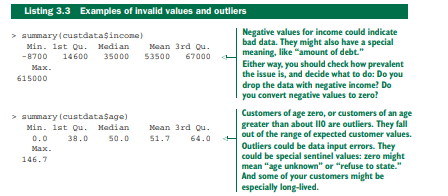 Listing 3.3 Examples of invalid values and outliers
> summary(custdata$income)
Min. 1st Qu. Median Mean 3rd Qu.
-8700 14600 35000 53500 67000
Max.
615000
Negative values for income could indicate
bad data. They might also have a special
meaning, like "amount of debt."
Either way, you should check how prevalent
the issue is, and decide what to do: Do you
drop the data with negative income? Do
you convert negative values to zero?
> summary(custdata$age)
Min. 1st Qu. Median Mean 3rd Qu.
0.0 38.0 50.0 51.7 64.0
Max.
146.7
Customers of age zero, or customers of an age
greater than about 110 are outliers. They fall
out of the range of expected customer values.
Outliers could be data input errors. They
could be special sentinel values: zero might
mean "age unknown" or "refuse to state."
And some of your customers might be
especially long-lived.